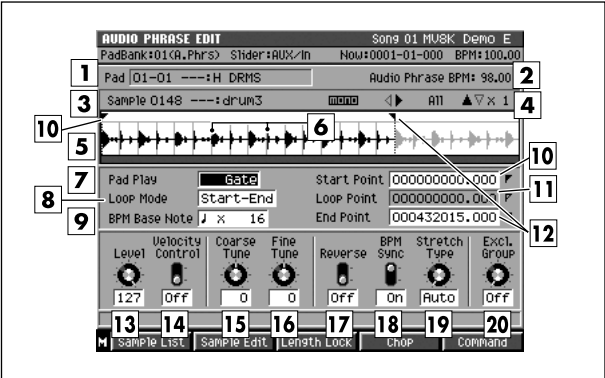 AUDIO PHRASE EDIT Song 01 MV8K Demo E
PadBank:01(A.Phrs) Slider:AUX/In Now:0001-01-000 BPM:100.00
1 Pad 01-01 ---:H DRMS Audio Phrase BPM: 98.00 2
3 Sample 0148 ---:drum3 mono All x 1 4
10
5 6
7 Pad Play Gate Start Point 000000000.000 10
8 Loop Mode Start-End Loop Point 000000000.000 11
9 BPM Base Note ♩ x 16 End Point 000432015.000 12
Level Velocity Control Coarse Tune Fine Tune Reverse BPM Sync Stretch Type Excl. Group
127 Off 0 0 Off On Auto Off
13 14 15 16 17 18 19 20
M Sample List Sample Edit Length Lock Chop Command